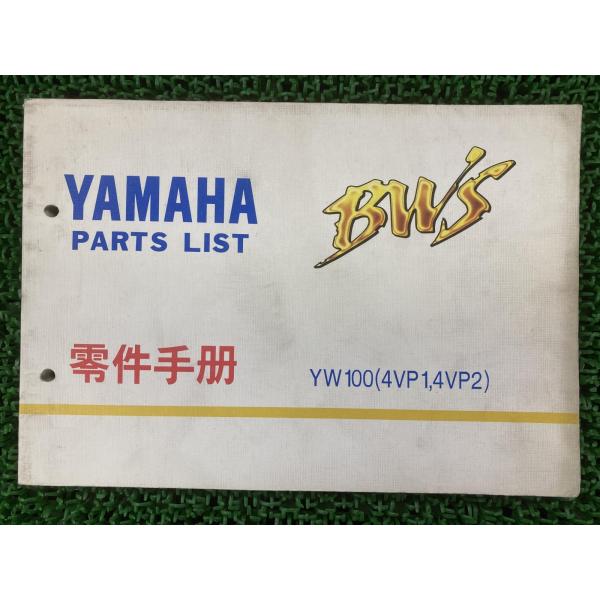 YAMAHA
PARTS LIST
BW'S
零件手册
YW100(4VP1,4VP2)